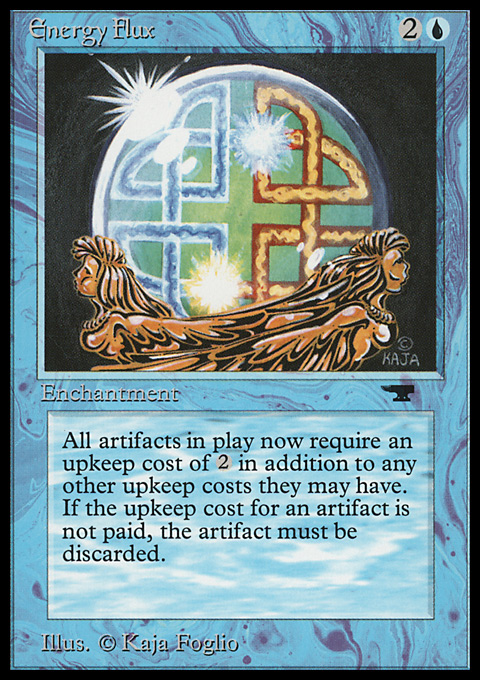 Energy Flux 2
© KAJA
Enchantment
All artifacts in play now require an
upkeep cost of 2 in addition to any
other upkeep costs they may have.
If the upkeep cost for an artifact is
not paid, the artifact must be
discarded.
Illus. © Kaja Foglio